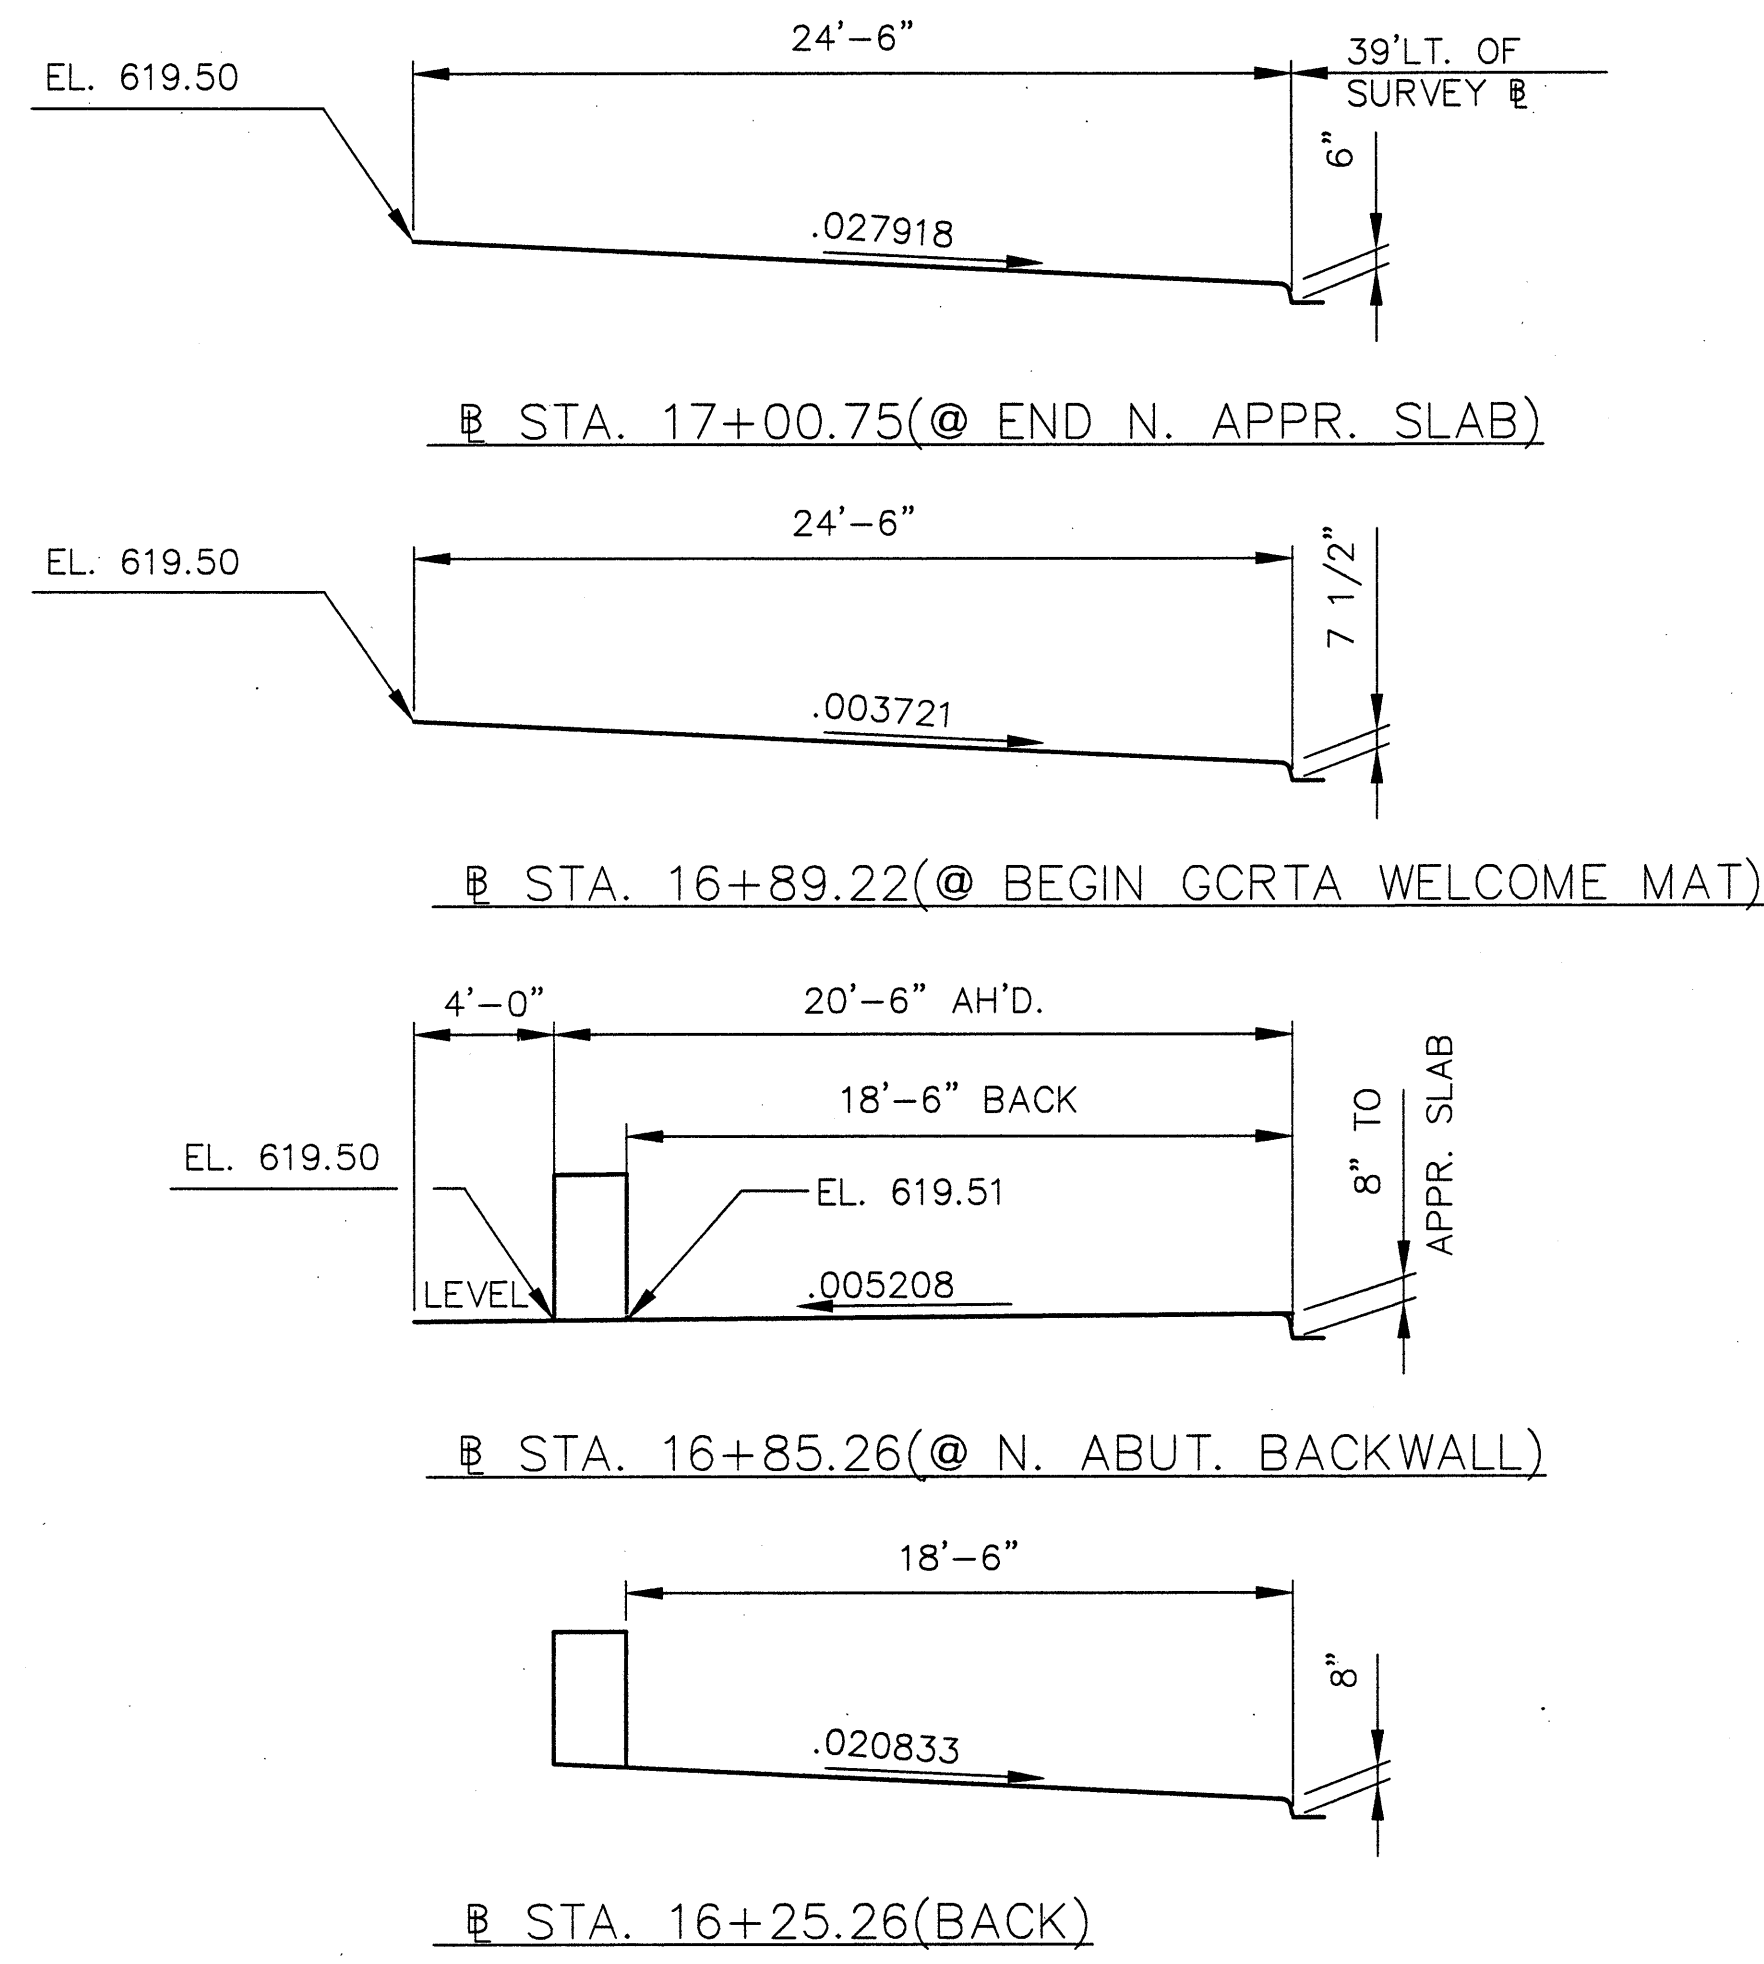 24'-6"
39'LT. OF
SURVEY ℄
EL. 619.50
6"
.027918
℄ STA. 17+00.75(@ END N. APPR. SLAB)
24'-6"
EL. 619.50
7 1/2"
.003721
℄ STA. 16+89.22(@ BEGIN GCRTA WELCOME MAT)
4'-0"
20'-6" AH'D.
18'-6" BACK
8" TO
APPR. SLAB
EL. 619.50
EL. 619.51
LEVEL
.005208
℄ STA. 16+85.26(@ N. ABUT. BACKWALL)
18'-6"
8"
.020833
℄ STA. 16+25.26(BACK)